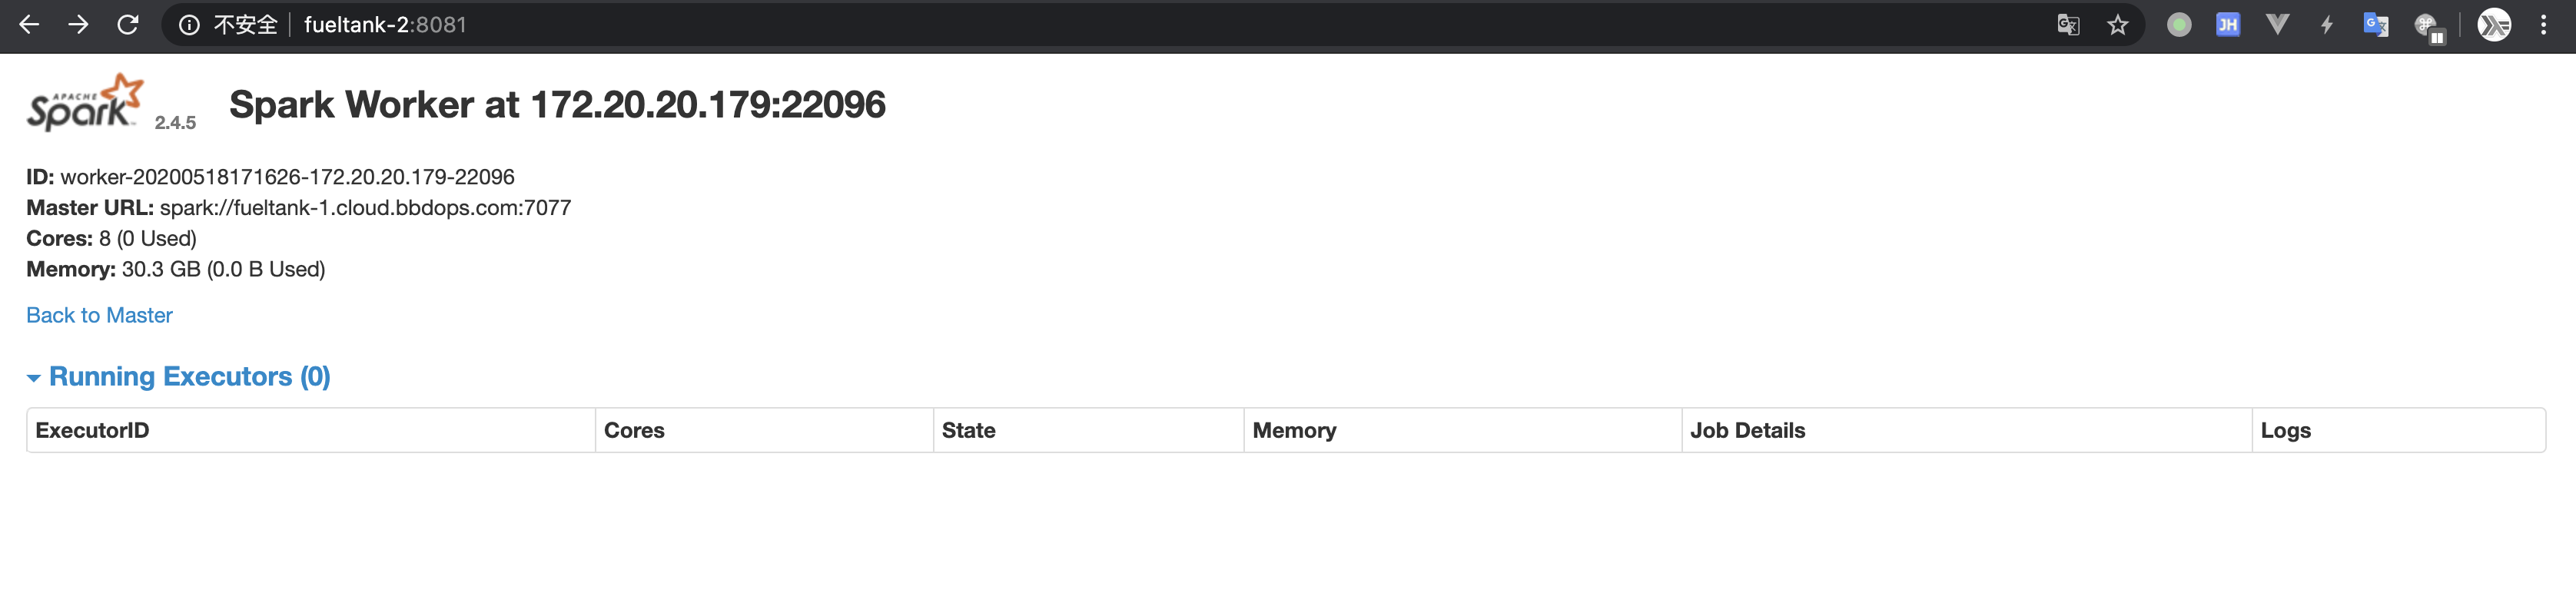 不安全 fueltank-2:8081
APACHE Spark 2.4.5 Spark Worker at 172.20.20.179:22096
ID: worker-20200518171626-172.20.20.179-22096
Master URL: spark://fueltank-1.cloud.bbdops.com:7077
Cores: 8 (0 Used)
Memory: 30.3 GB (0.0 B Used)
Back to Master
Running Executors (0)
ExecutorID Cores State Memory Job Details Logs